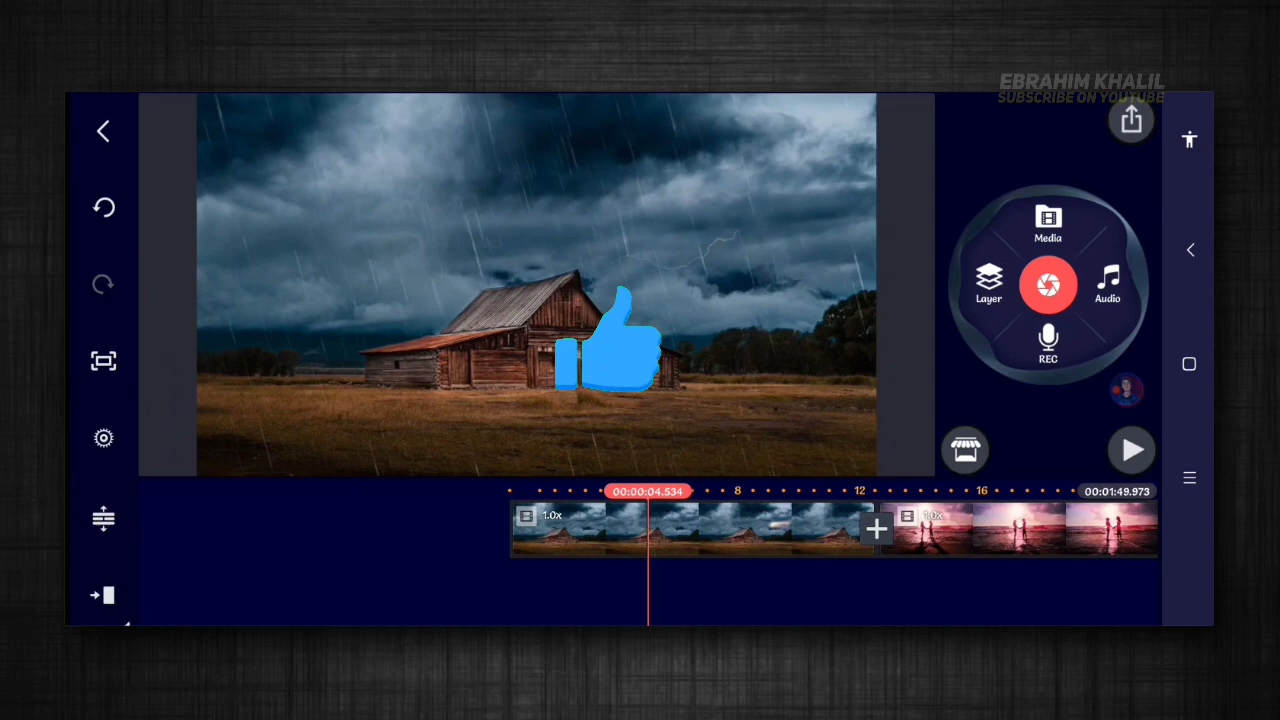 EBRAHIM KHALIL
SUBSCRIBE ON YOUTUBE
Media
Layer
Audio
REC
00:00:04.534
8
12
16
00:01:49.973
1.0x
1.0x